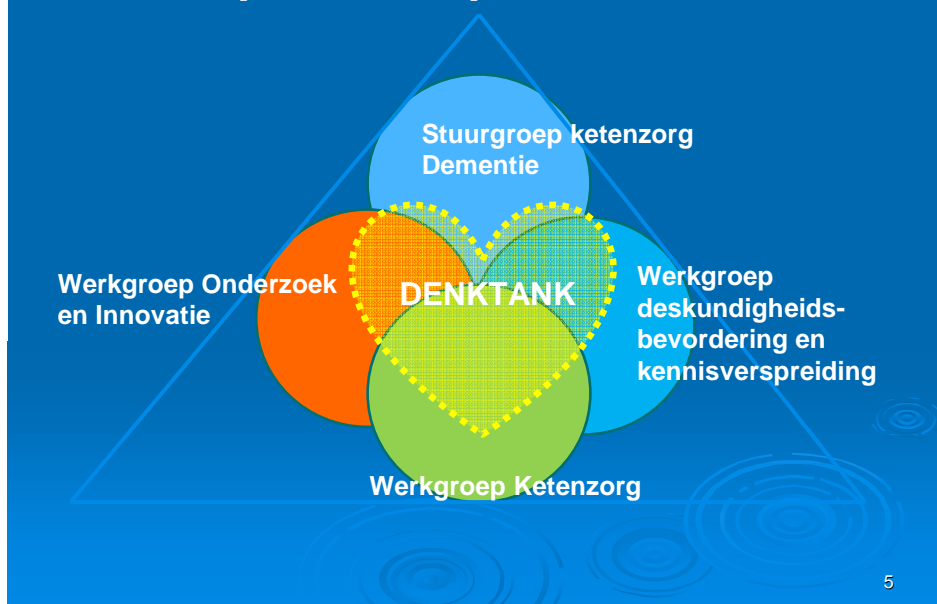 Stuurgroep ketenzorg
Dementie
Werkgroep Onderzoek
en Innovatie
DENKTANK
Werkgroep
deskundigheids-
bevordering en
kennisverspreiding
Werkgroep Ketenzorg
5